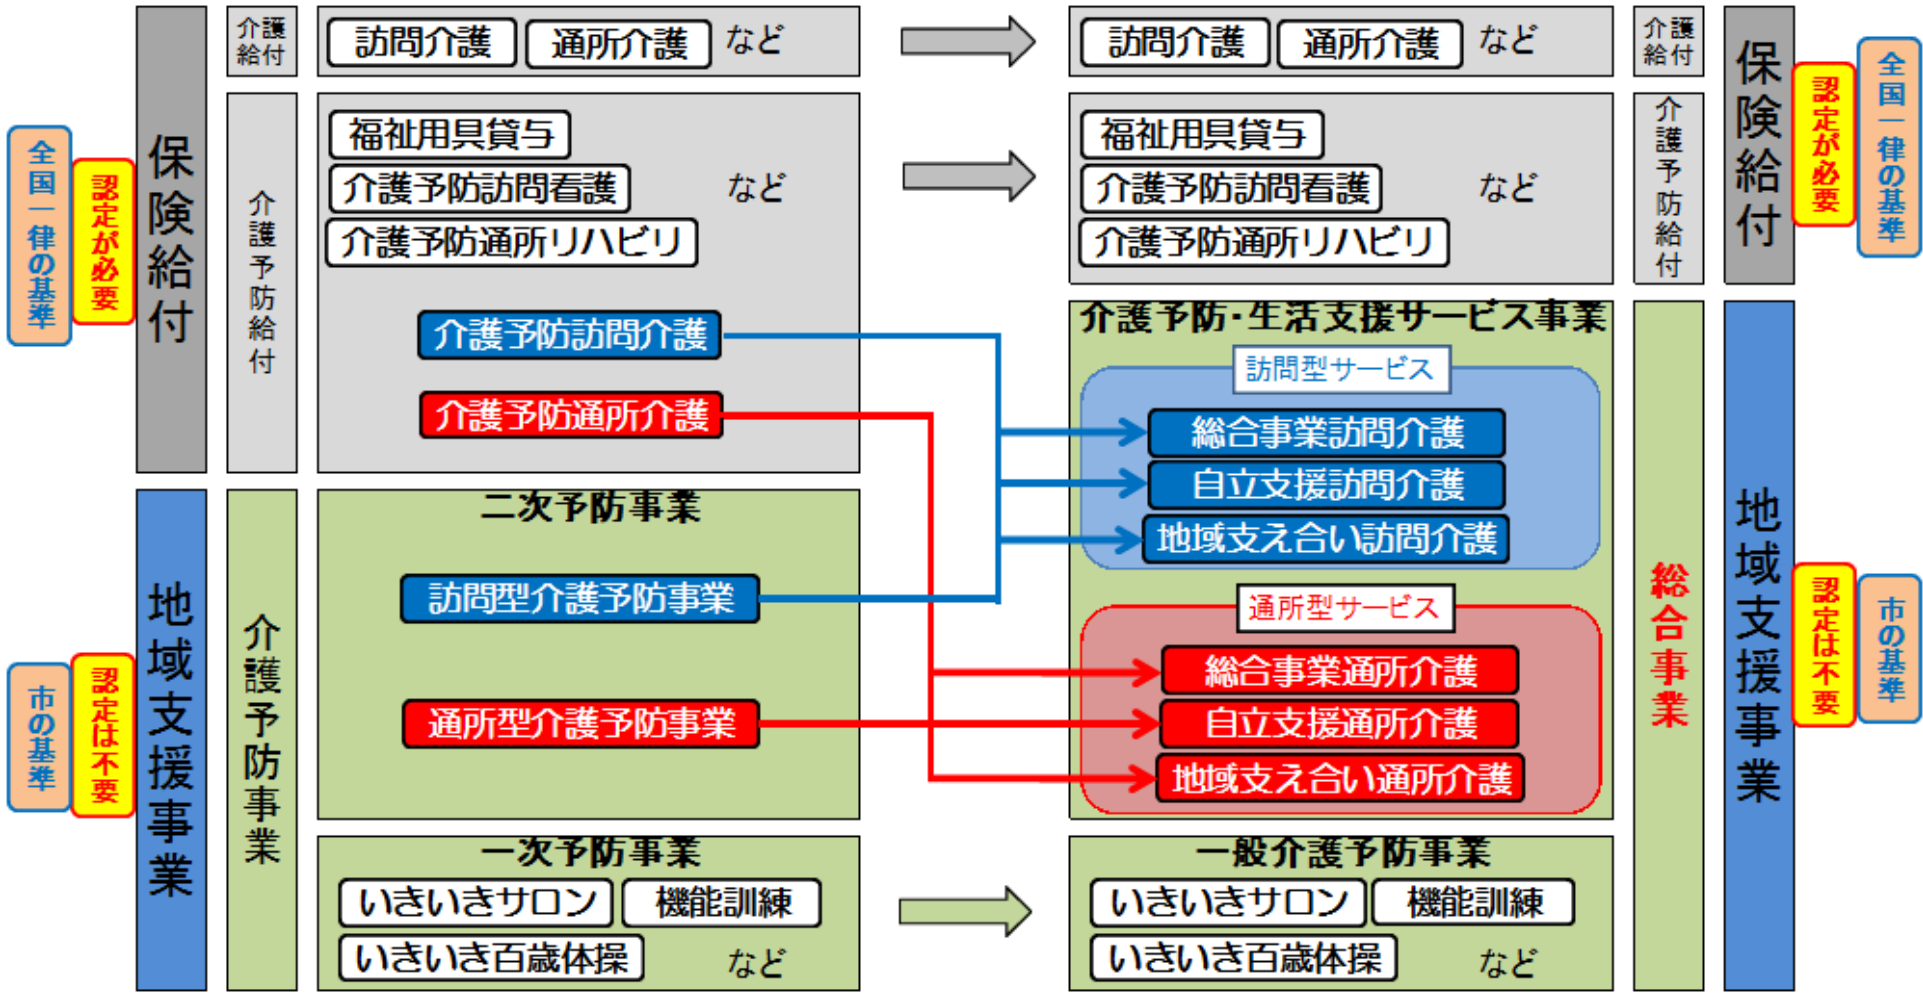 全国一律の基準
認定が必要
保険給付
介護
給付
訪問介護
通所介護
など
介護予防給付
福祉用具貸与
介護予防訪問看護
など
介護予防通所リハビリ
介護予防訪問介護
介護予防通所介護
市の基準
認定は不要
地域支援事業
介護予防事業
二次予防事業
訪問型介護予防事業
通所型介護予防事業
一次予防事業
いきいきサロン
機能訓練
いきいき百歳体操
など
訪問介護
通所介護
など
介護
給付
福祉用具貸与
介護予防訪問看護
など
介護予防通所リハビリ
介護予防給付
保険給付
認定が必要
全国一律の基準
介護予防・生活支援サービス事業
訪問型サービス
総合事業訪問介護
自立支援訪問介護
地域支え合い訪問介護
通所型サービス
総合事業通所介護
自立支援通所介護
地域支え合い通所介護
一般介護予防事業
いきいきサロン
機能訓練
いきいき百歳体操
など
総合事業
地域支援事業
認定は不要
市の基準